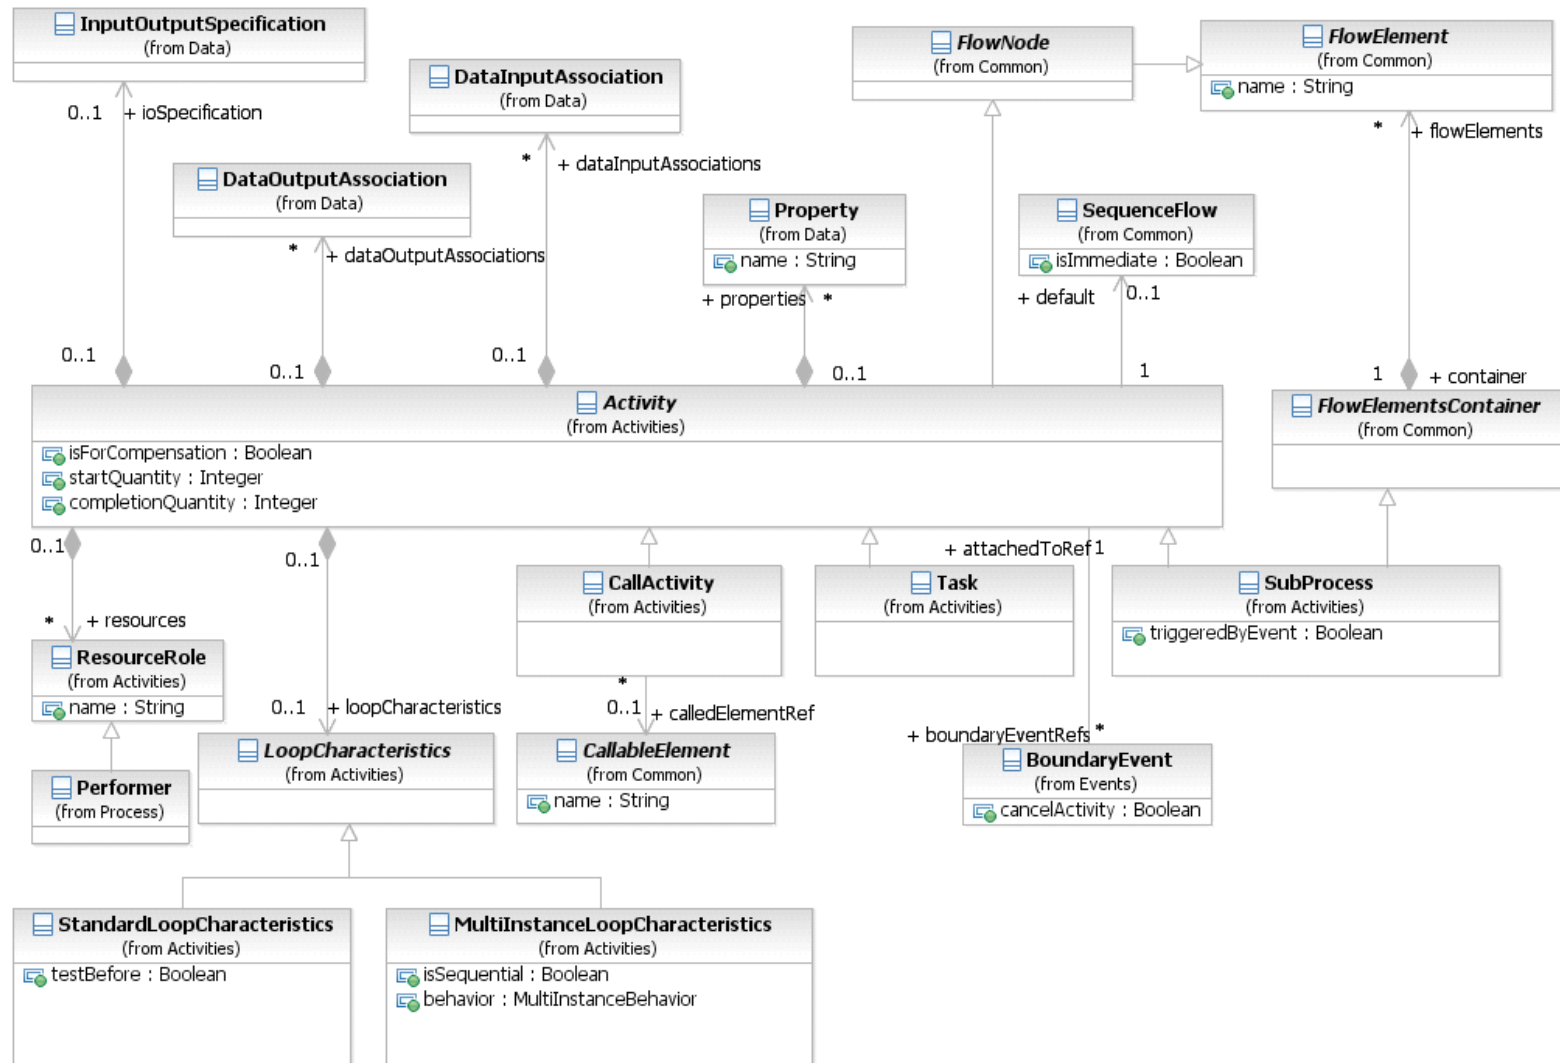 InputOutputSpecification
(from Data)
0..1
+ ioSpecification
0..1
DataInputAssociation
(from Data)
*
+ dataInputAssociations
0..1
DataOutputAssociation
(from Data)
*
+ dataOutputAssociations
0..1
Property
(from Data)
name : String
+ properties
*
0..1
FlowNode
(from Common)
FlowElement
(from Common)
name : String
*
+ flowElements
SequenceFlow
(from Common)
isImmediate : Boolean
+ default
0..1
1
1
+ container
FlowElementsContainer
(from Common)
Activity
(from Activities)
isForCompensation : Boolean
startQuantity : Integer
completionQuantity : Integer
0..1
*
+ resources
ResourceRole
(from Activities)
name : String
Performer
(from Process)
0..1
0..1
+ loopCharacteristics
LoopCharacteristics
(from Activities)
CallActivity
(from Activities)
*
0..1
+ calledElementRef
CallableElement
(from Common)
name : String
Task
(from Activities)
+ attachedToRef
1
+ boundaryEventRefs
*
BoundaryEvent
(from Events)
cancelActivity : Boolean
SubProcess
(from Activities)
triggeredByEvent : Boolean
StandardLoopCharacteristics
(from Activities)
testBefore : Boolean
MultiInstanceLoopCharacteristics
(from Activities)
isSequential : Boolean
behavior : MultiInstanceBehavior